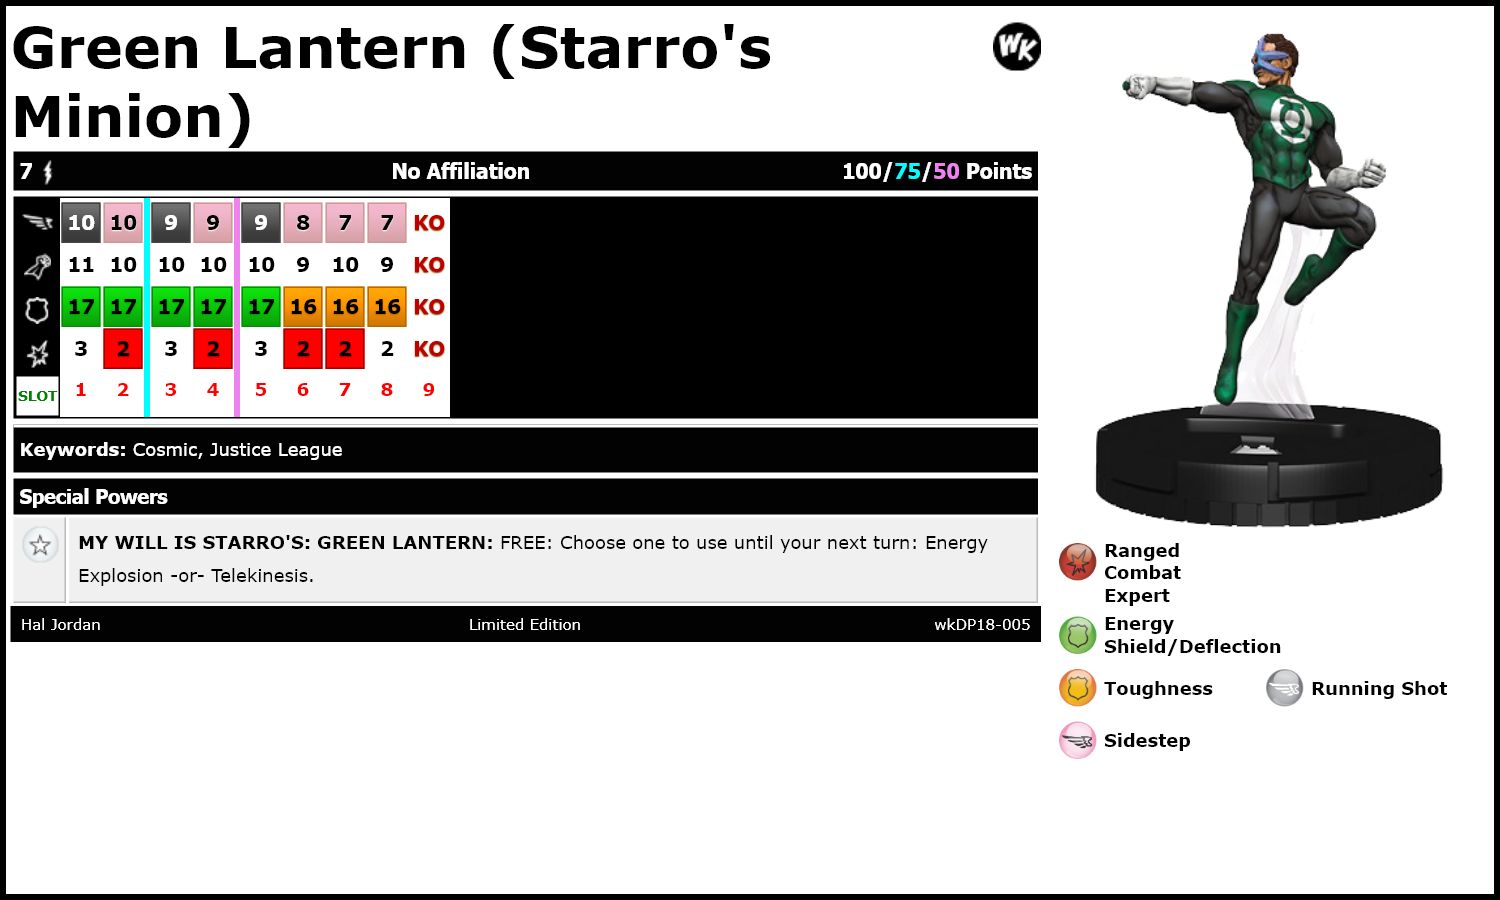 Green Lantern (Starro's
Minion)
WK
7 No Affiliation 100/75/50 Points
10 10 9 9 9 8 7 7 KO
11 10 10 10 10 9 10 9 KO
17 17 17 17 17 16 16 16 KO
3 2 3 2 3 2 2 2 KO
SLOT 1 2 3 4 5 6 7 8 9
Keywords: Cosmic, Justice League
Special Powers
MY WILL IS STARRO'S: GREEN LANTERN: FREE: Choose one to use until your next turn: Energy
Explosion -or- Telekinesis.
Hal Jordan Limited Edition wkDP18-005
Ranged
Combat
Expert
Energy
Shield/Deflection
Toughness Running Shot
Sidestep